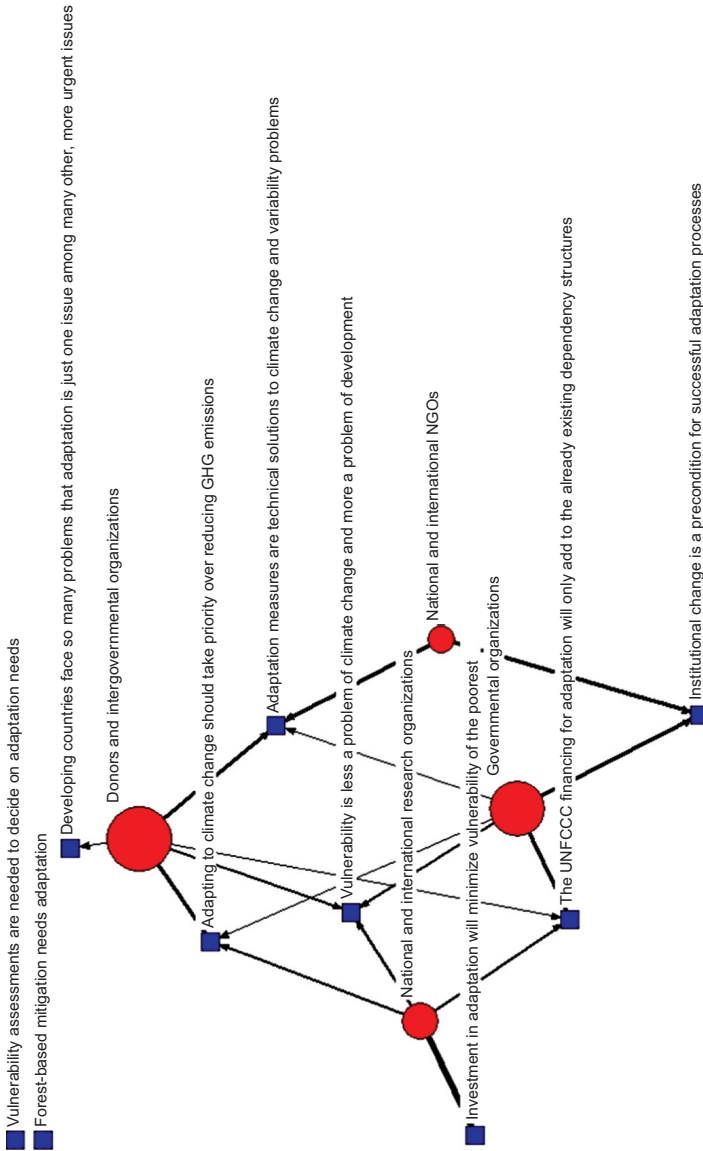 Vulnerability assessments are needed to decide on adaptation needs
Forest-based mitigation needs adaptation
Developing countries face so many problems that adaptation is just one issue among many other, more urgent issues
Donors and intergovernmental organizations
Adapting to climate change should take priority over reducing GHG emissions
Adaptation measures are technical solutions to climate change and variability problems
Vulnerability is less a problem of climate change and more a problem of development
National and international research organizations
National and international NGOs
Investment in adaptation will minimize vulnerability of the poorest
Governmental organizations
The UNFCCC financing for adaptation will only add to the already existing dependency structures
Institutional change is a precondition for successful adaptation processes